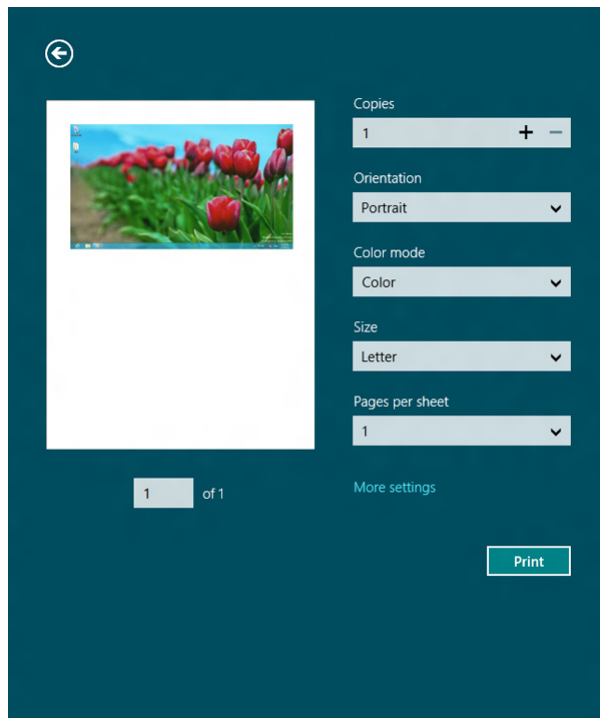 Copies
1
Orientation
Portrait
Color mode
Color
Size
Letter
Pages per sheet
1
1 of 1
More settings
Print